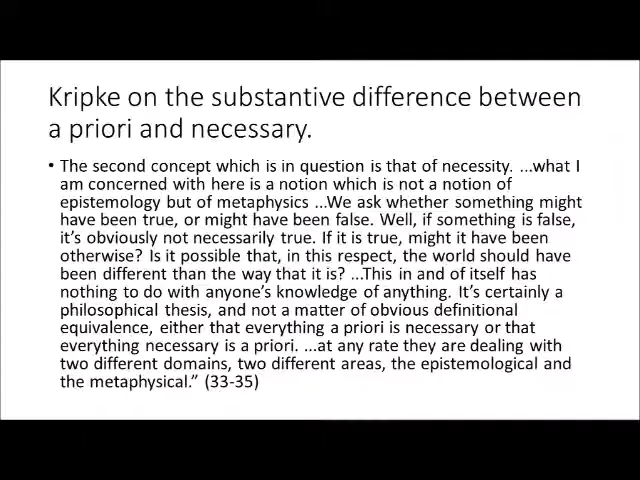 Kripke on the substantive difference between
a priori and necessary.
• The second concept which is in question is that of necessity. ...what I
am concerned with here is a notion which is not a notion of
epistemology but of metaphysics ...We ask whether something might
have been true, or might have been false. Well, if something is false,
it’s obviously not necessarily true. If it is true, might it have been
otherwise? Is it possible that, in this respect, the world should have
been different than the way that it is? ...This in and of itself has
nothing to do with anyone’s knowledge of anything. It’s certainly a
philosophical thesis, and not a matter of obvious definitional
equivalence, either that everything a priori is necessary or that
everything necessary is a priori. ...at any rate they are dealing with
two different domains, two different areas, the epistemological and
the metaphysical.” (33-35)